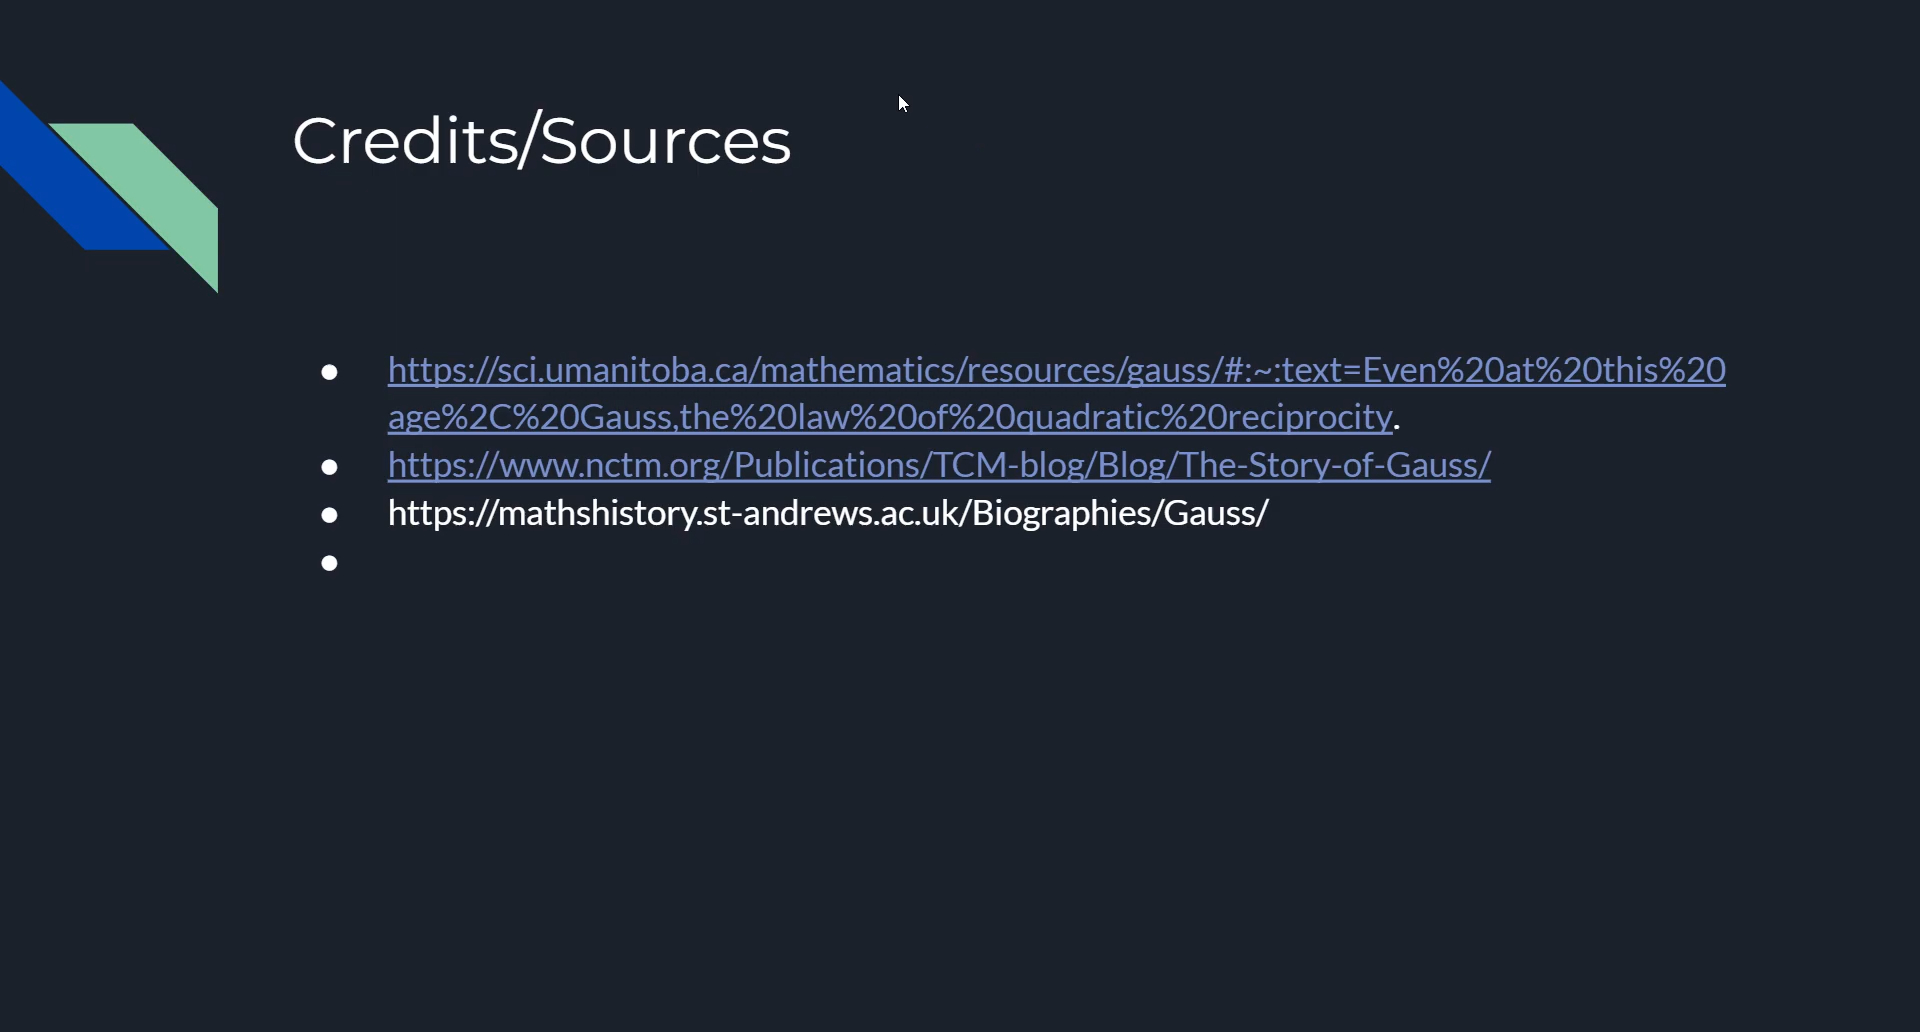 Credits/Sources
● https://sci.umanitoba.ca/mathematics/resources/gauss/#:~:text=Even%20at%20this%20
age%2C%20Gauss,the%20law%20of%20quadratic%20reciprocity.
● https://www.nctm.org/Publications/TCM-blog/Blog/The-Story-of-Gauss/
● https://mathshistory.st-andrews.ac.uk/Biographies/Gauss/
●